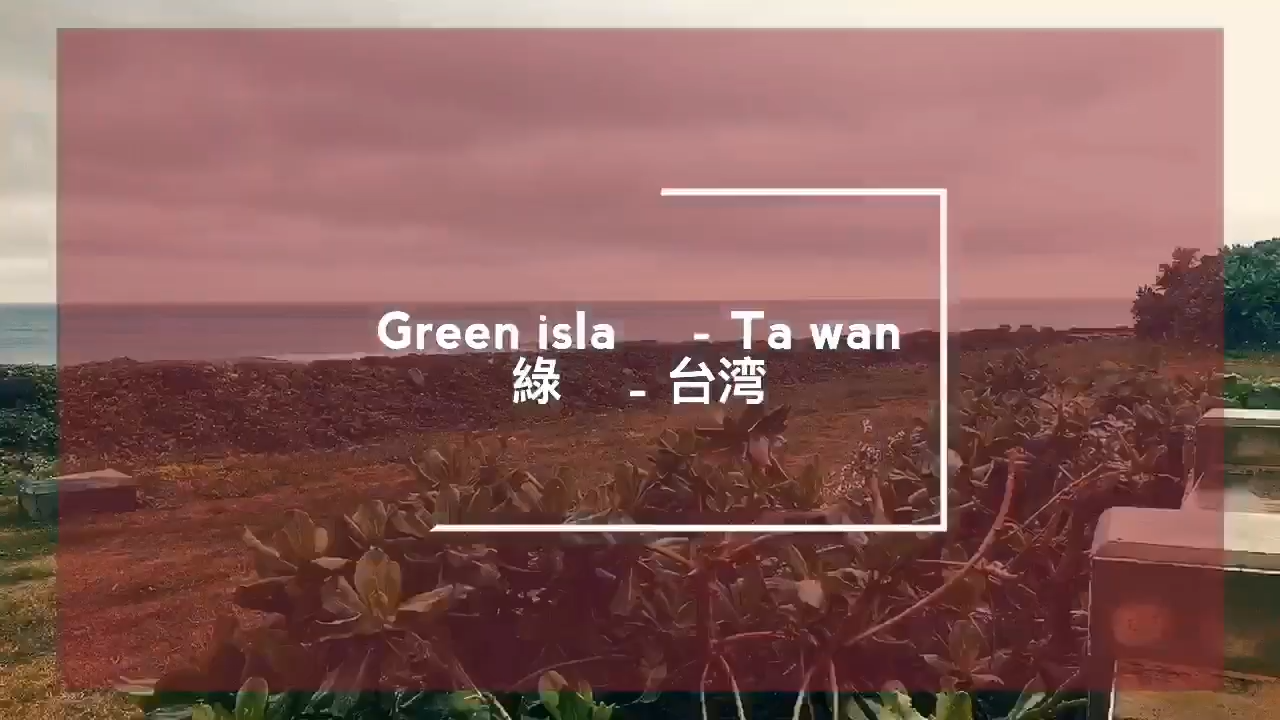 Green isla - Ta wan
綠 - 台湾